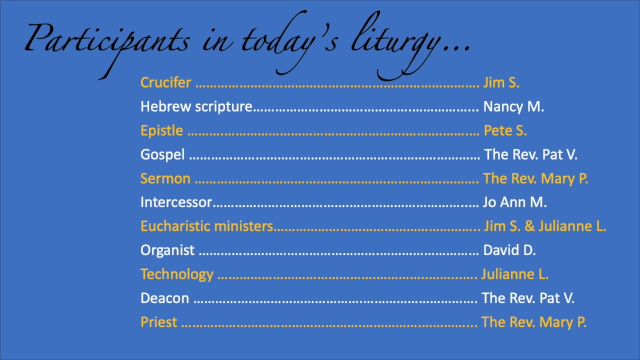 Participants in today's liturgy...
Crucifer ……………………………………………………………………. Jim S.
Hebrew scripture……………………………………………………... Nancy M.
Epistle ……………………………………………………………………… Pete S.
Gospel ……………………………………………………………………… The Rev. Pat V.
Sermon ……………………………………………………………………. The Rev. Mary P.
Intercessor………………………………………………………………… Jo Ann M.
Eucharistic ministers……………………………………………….. Jim S. & Julianne L.
Organist …………………………………………………………………… David D.
Technology ……………………………………………………………… Julianne L.
Deacon ……………………………………………………………………. The Rev. Pat V.
Priest ……………………………………………………………………... The Rev. Mary P.